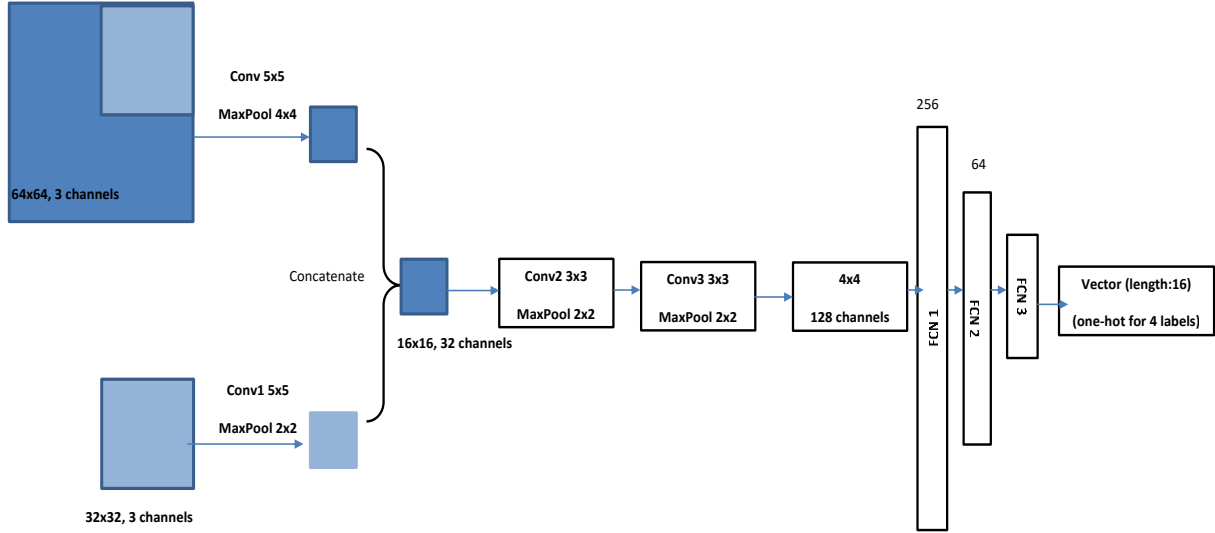 Conv 5x5
MaxPool 4x4
64x64, 3 channels
Concatenate
16x16, 32 channels
Conv1 5x5
MaxPool 2x2
32x32, 3 channels
Conv2 3x3
MaxPool 2x2
Conv3 3x3
MaxPool 2x2
4x4
128 channels
256
FCN 1
64
FCN 2
FCN 3
Vector (length:16)
(one-hot for 4 labels)